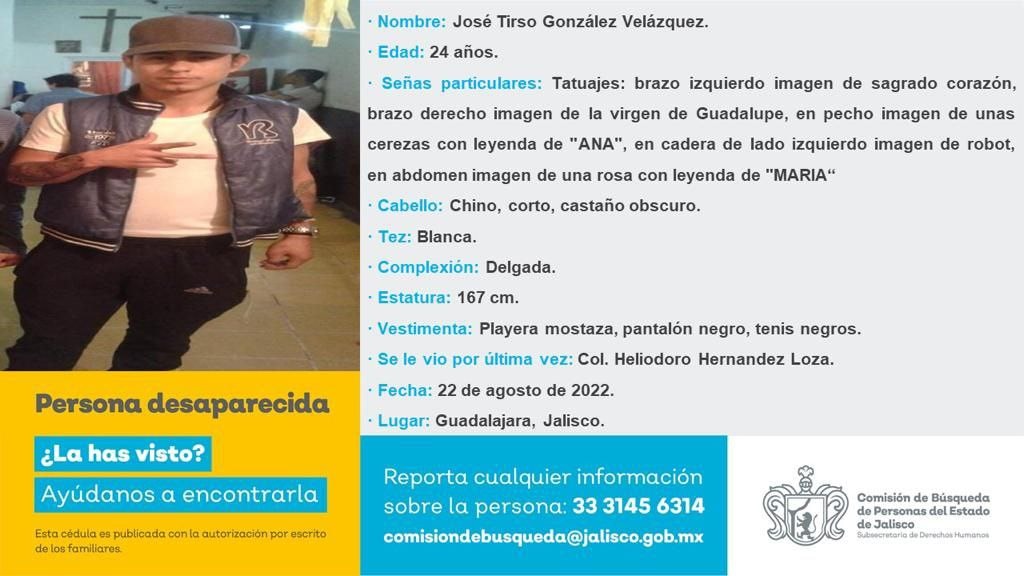 · Nombre: José Tirso González Velázquez.
· Edad: 24 años.
· Señas particulares: Tatuajes: brazo izquierdo imagen de sagrado corazón,
brazo derecho imagen de la virgen de Guadalupe, en pecho imagen de unas
cerezas con leyenda de "ANA", en cadera de lado izquierdo imagen de robot,
en abdomen imagen de una rosa con leyenda de "MARIA“
· Cabello: Chino, corto, castaño obscuro.
· Tez: Blanca.
· Complexión: Delgada.
· Estatura: 167 cm.
· Vestimenta: Playera mostaza, pantalón negro, tenis negros.
· Se le vio por última vez: Col. Heliodoro Hernandez Loza.
· Fecha: 22 de agosto de 2022.
· Lugar: Guadalajara, Jalisco.
Persona desaparecida
¿La has visto?
Ayúdanos a encontrarla
Esta cédula es publicada con la autorización por escrito
de los familiares.
Reporta cualquier información
sobre la persona: 33 3145 6314
comisiondebusqueda@jalisco.gob.mx
Comisión de Búsqueda
de Personas del Estado
de Jalisco
Subsecretaría de Derechos Humanos